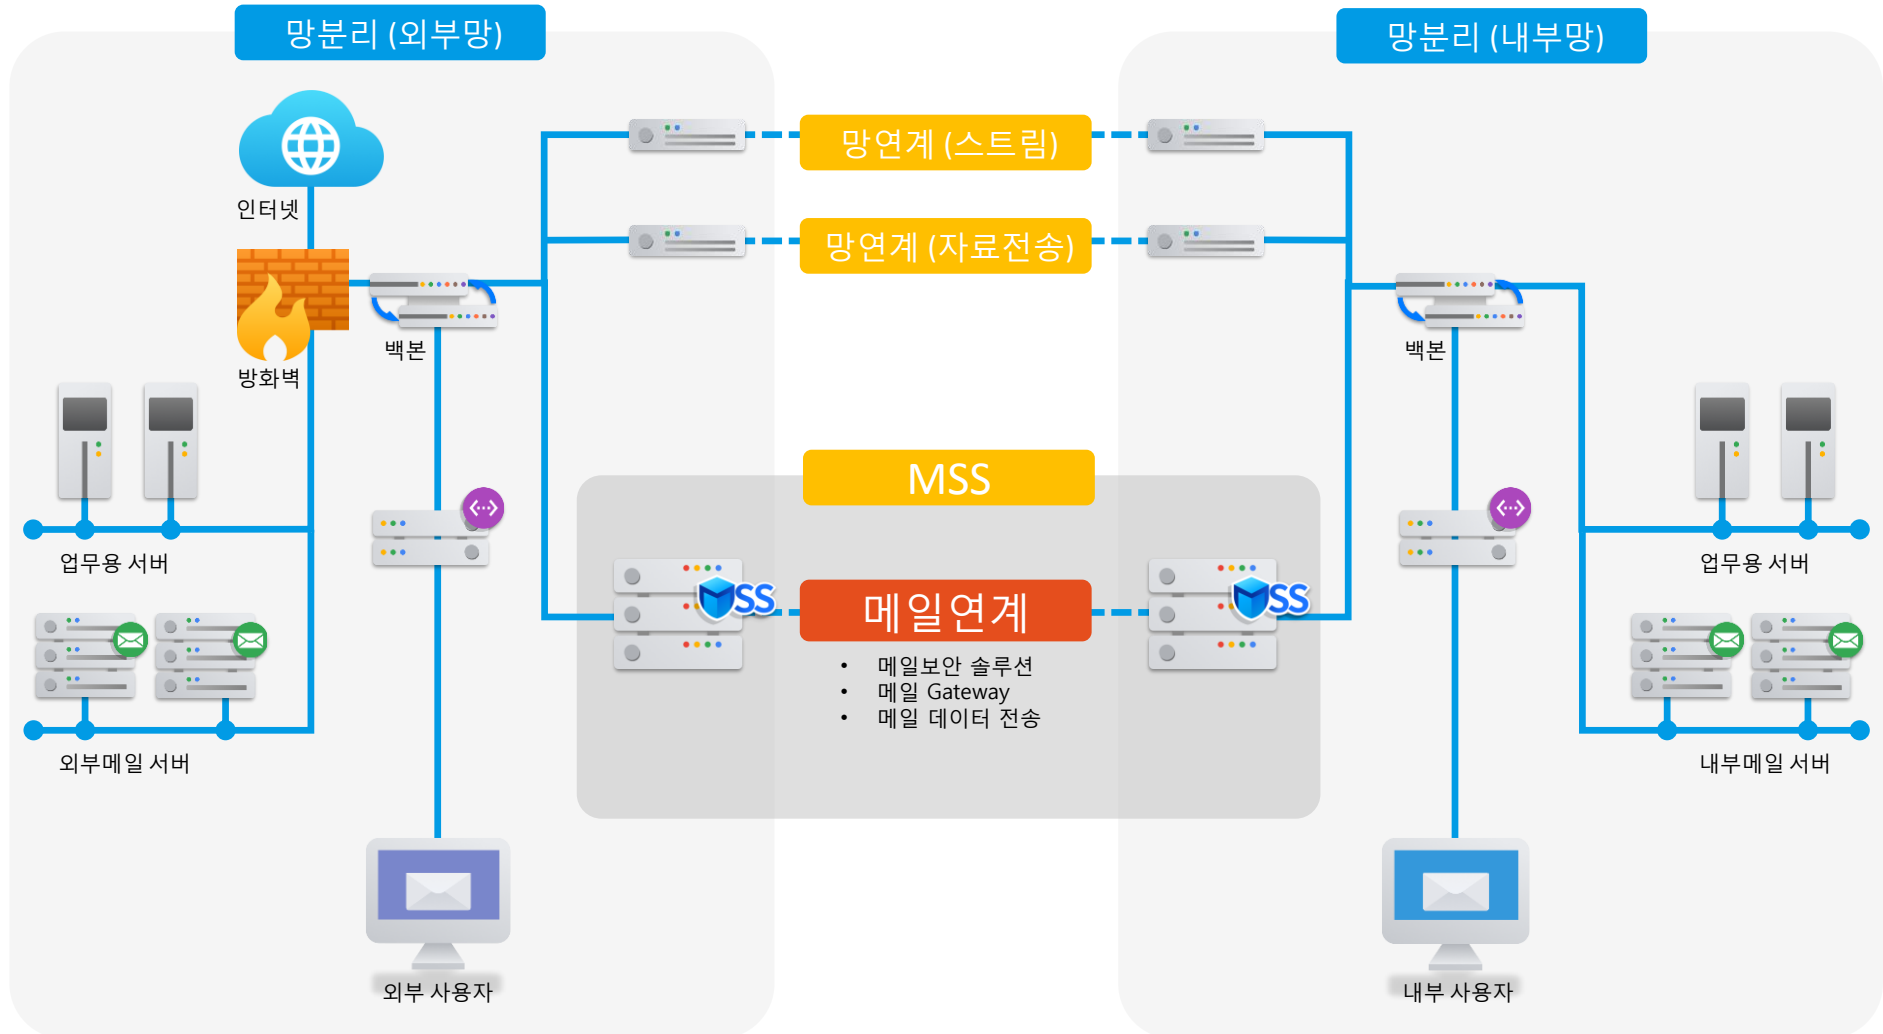 망분리 (외부망)
망분리 (내부망)
망연계 (스트림)
인터넷
망연계 (자료전송)
방화벽
백본
백본
MSS
업무용 서버
업무용 서버
SS
메일연계
SS
• 메일보안 솔루션
• 메일 Gateway
• 메일 데이터 전송
외부메일 서버
내부메일 서버
외부 사용자
내부 사용자